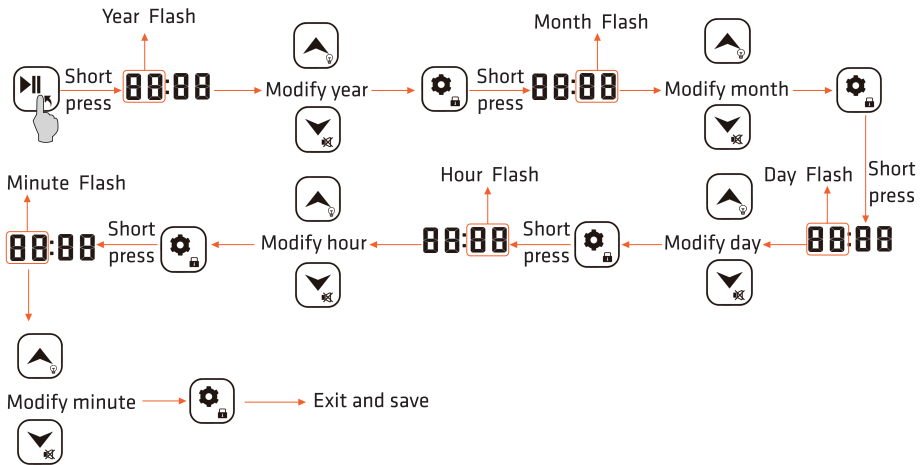 Year Flash
Short
press
88:88
Modify year
Short
press
Month Flash
88:88
Modify month
Short
press
Day Flash
88:88
Modify day
Short
press
Hour Flash
88:88
Modify hour
Short
press
Minute Flash
88:88
Modify minute
Exit and save